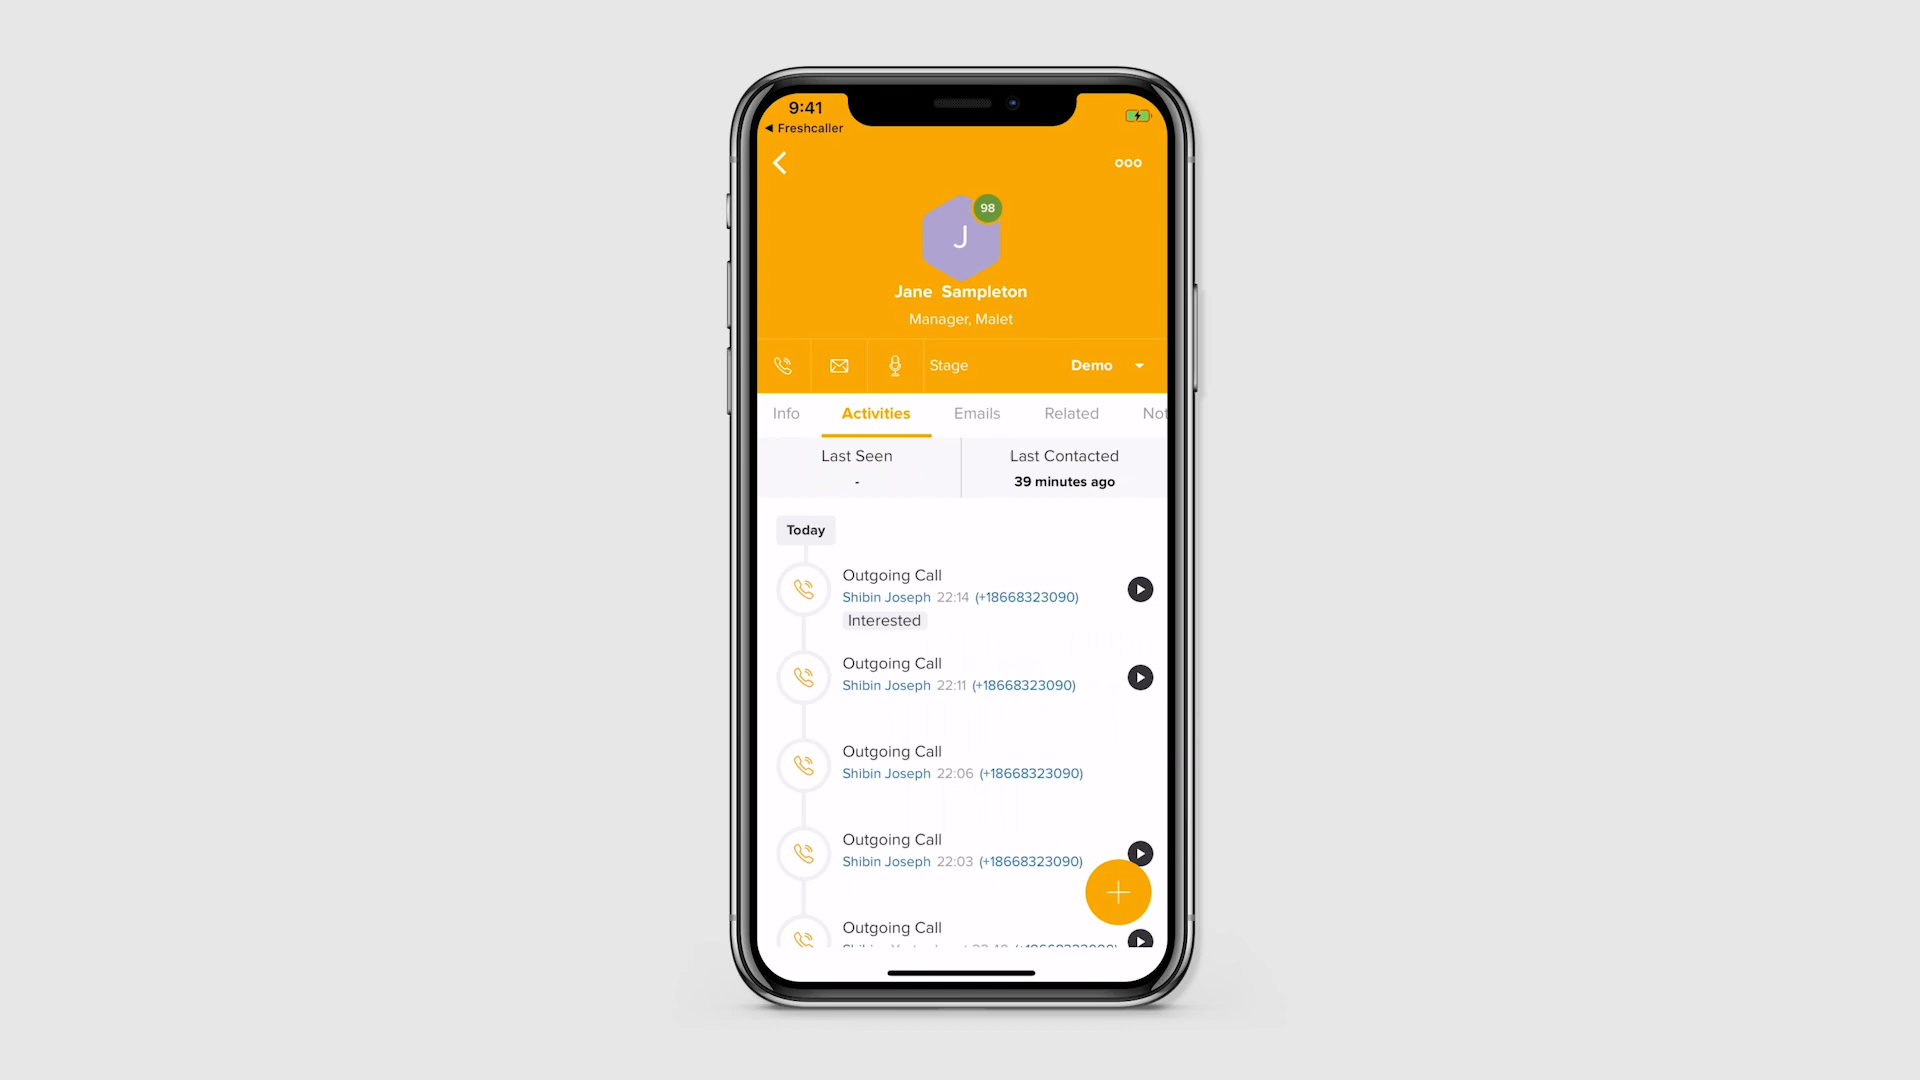 9:41
◀ Freshcaller
98
J
Jane Sampleton
Manager, Malet
Stage Demo
Info Activities Emails Related Not
Last Seen Last Contacted
- 39 minutes ago
Today
Outgoing Call
Shibin Joseph 22:14 (+18668323090)
Interested
Outgoing Call
Shibin Joseph 22:11 (+18668323090)
Outgoing Call
Shibin Joseph 22:06 (+18668323090)
Outgoing Call
Shibin Joseph 22:03 (+18668323090)
Outgoing Call